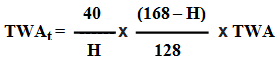 TWAt = 40/H x (168 – H)/128 x TWA